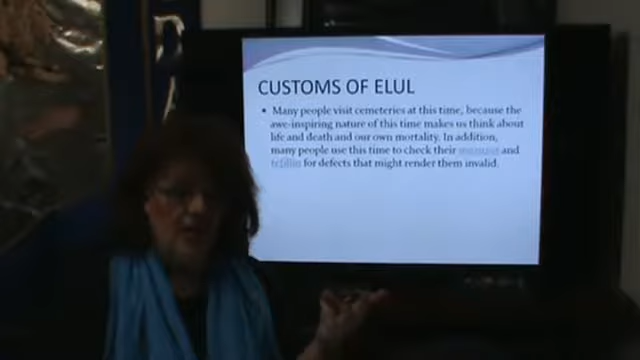 CUSTOMS OF ELUL
• Many people visit cemeteries at this time, because the
awe-inspiring nature of this time makes us think about
life and death and our own mortality. In addition,
many people use this time to check their mezuzot and
tefillin for defects that might render them invalid.